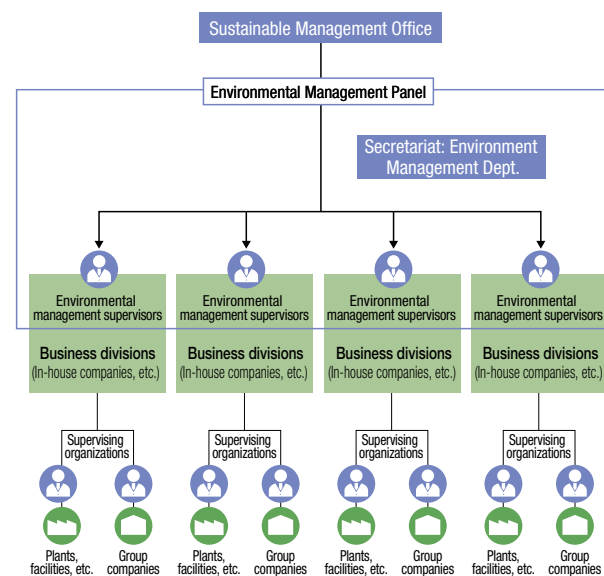 Sustainable Management Office
Environmental Management Panel
Secretariat: Environment
Management Dept.
Environmental
management supervisors
Business divisions
(In-house companies, etc.)
Environmental
management supervisors
Business divisions
(In-house companies, etc.)
Environmental
management supervisors
Business divisions
(In-house companies, etc.)
Environmental
management supervisors
Business divisions
(In-house companies, etc.)
Supervising
organizations
Supervising
organizations
Supervising
organizations
Supervising
organizations
Plants,
facilities, etc.
Group
companies
Plants,
facilities, etc.
Group
companies
Plants,
facilities, etc.
Group
companies
Plants,
facilities, etc.
Group
companies